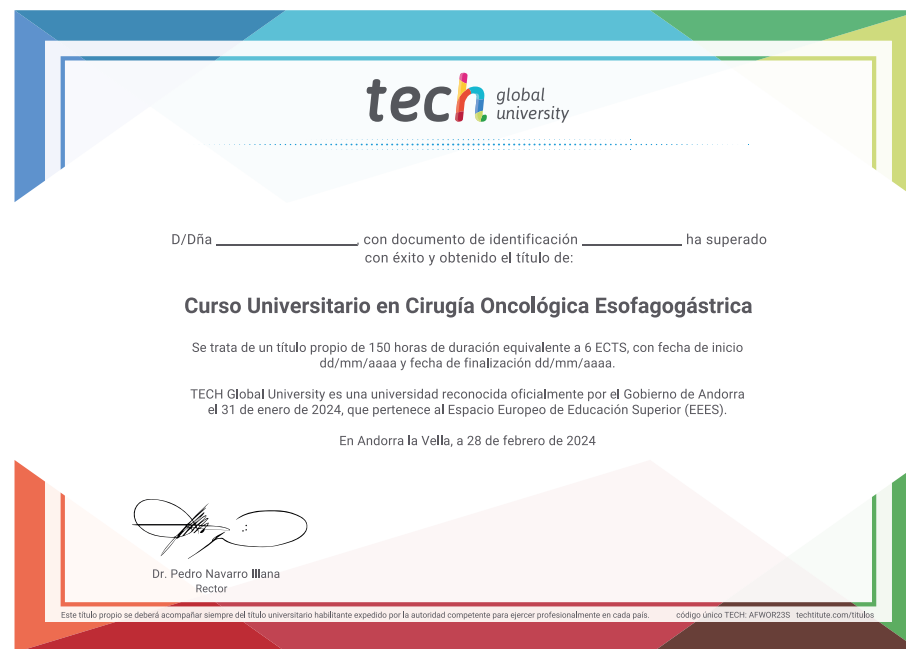 tech global university
D/Dña ________________, con documento de identificación ____________ ha superado
con éxito y obtenido el título de:
Curso Universitario en Cirugía Oncológica Esofagogástrica
Se trata de un título propio de 150 horas de duración equivalente a 6 ECTS, con fecha de inicio
dd/mm/aaaa y fecha de finalización dd/mm/aaaa.
TECH Global University es una universidad reconocida oficialmente por el Gobierno de Andorra
el 31 de enero de 2024, que pertenece al Espacio Europeo de Educación Superior (EEES).
En Andorra la Vella, a 28 de febrero de 2024
Dr. Pedro Navarro Illana
Rector
Este título propio se deberá acompañar siempre del título universitario habilitante expedido por la autoridad competente para ejercer profesionalmente en cada país. código único TECH: AFWOR23S techtitute.com/titulos